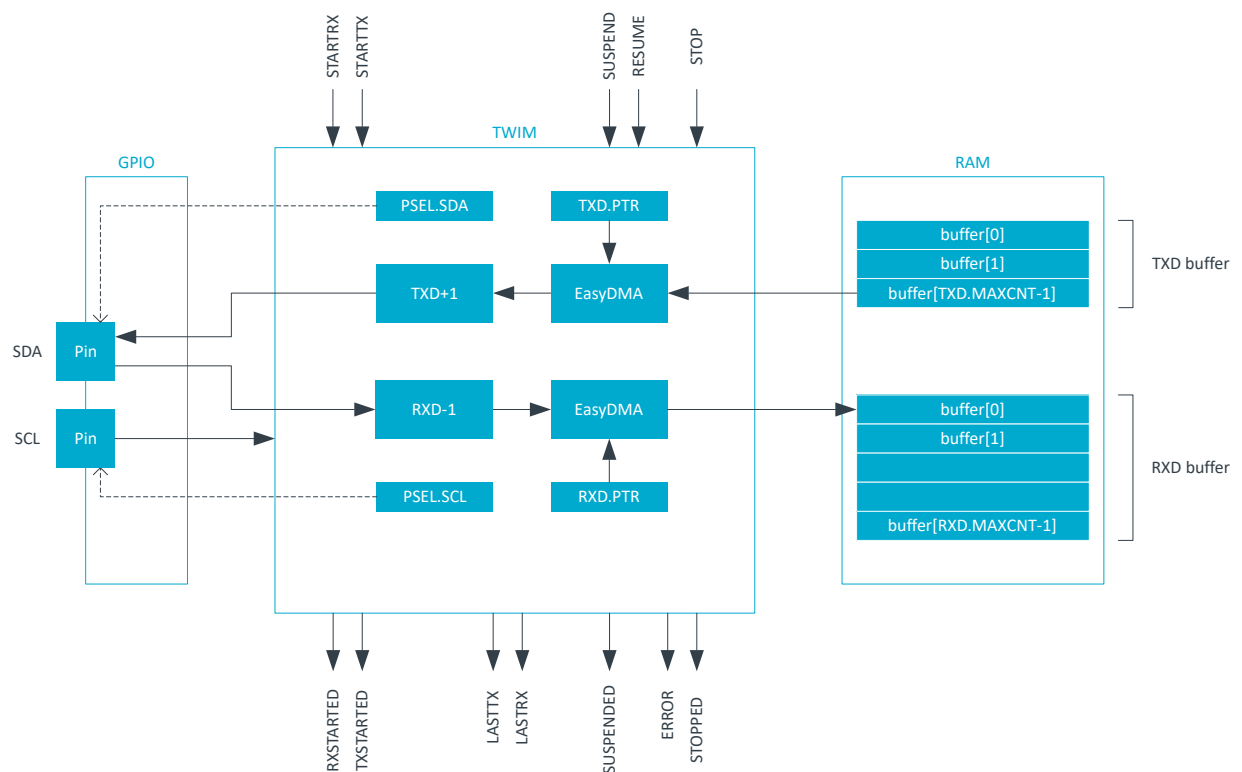 STARTRX
STARTTX
SUSPEND
RESUME
STOP
TWIM
GPIO
RAM
PSEL.SDA
TXD.PTR
buffer[0]
buffer[1]
buffer[TXD.MAXCNT-1]
TXD buffer
TXD+1
EasyDMA
SDA
Pin
RXD-1
EasyDMA
buffer[0]
buffer[1]
buffer[RXD.MAXCNT-1]
RXD buffer
SCL
Pin
PSEL.SCL
RXD.PTR
RXSTARTED
TXSTARTED
LASTTX
LASTRX
SUSPENDED
ERROR
STOPPED